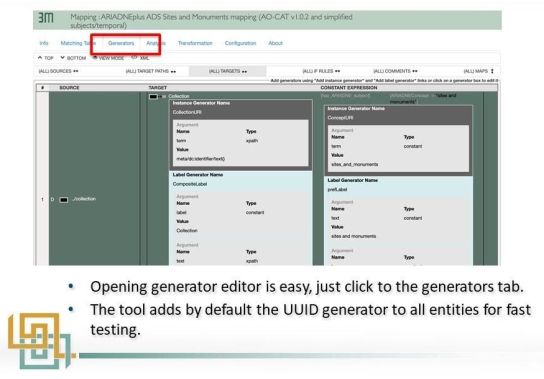 3M Mapping :ARIADNEplus ADS Sites and Monuments mapping (AO-CAT v1.0.2 and simplified
subjects/temporal)
Info Matching Table Generators Analysis Transformation Configuration About
TOP BOTTOM VIEW MODE XML
(ALL) SOURCES (ALL) TARGET PATHS (ALL) TARGETS (ALL) IF RULES (ALL) COMMENTS (ALL) MAPS
Add generators using "Add instance generator" and "Add label generator" links or click on a generator box to edit it
# SOURCE TARGET CONSTANT EXPRESSION
Collection
Instance Generator Name
CollectionURI
Argument
Name Type
term xpath
Value
meta/dc:identifier/text()
Label Generator Name
CompositeLabel
Argument
Name Type
label constant
Value
Collection
Argument
Name Type
text xpath
monuments'
Instance Generator Name
ConceptURI
Argument
Name Type
term constant
Value
sites_and_monuments
Label Generator Name
prefLabel
Argument
Name Type
text constant
Value
sites and monuments
Argument
Name Type
1 D ../collection
• Opening generator editor is easy, just click to the generators tab.
• The tool adds by default the UUID generator to all entities for fast
testing.